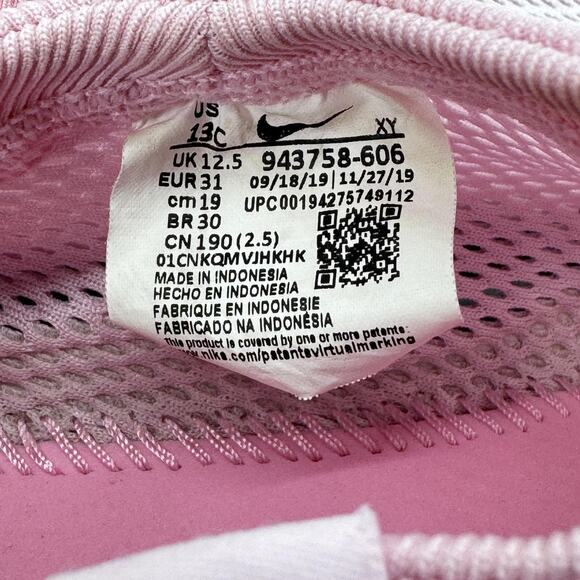 US
13C
XY
UK 12.5 943758-606
EUR 31 09/18/19 | 11/27/19
cm 19 UPC00194275749112
BR 30
CN 190 (2.5)
01CNKQMVJHKHK
MADE IN INDONESIA
HECHO EN INDONESIA
FABRIQUE EN INDONESIE
FABRICADO NA INDONÉSIA
This product is covered by one or more patents:
www.nike.com/patentsvirtualmarking